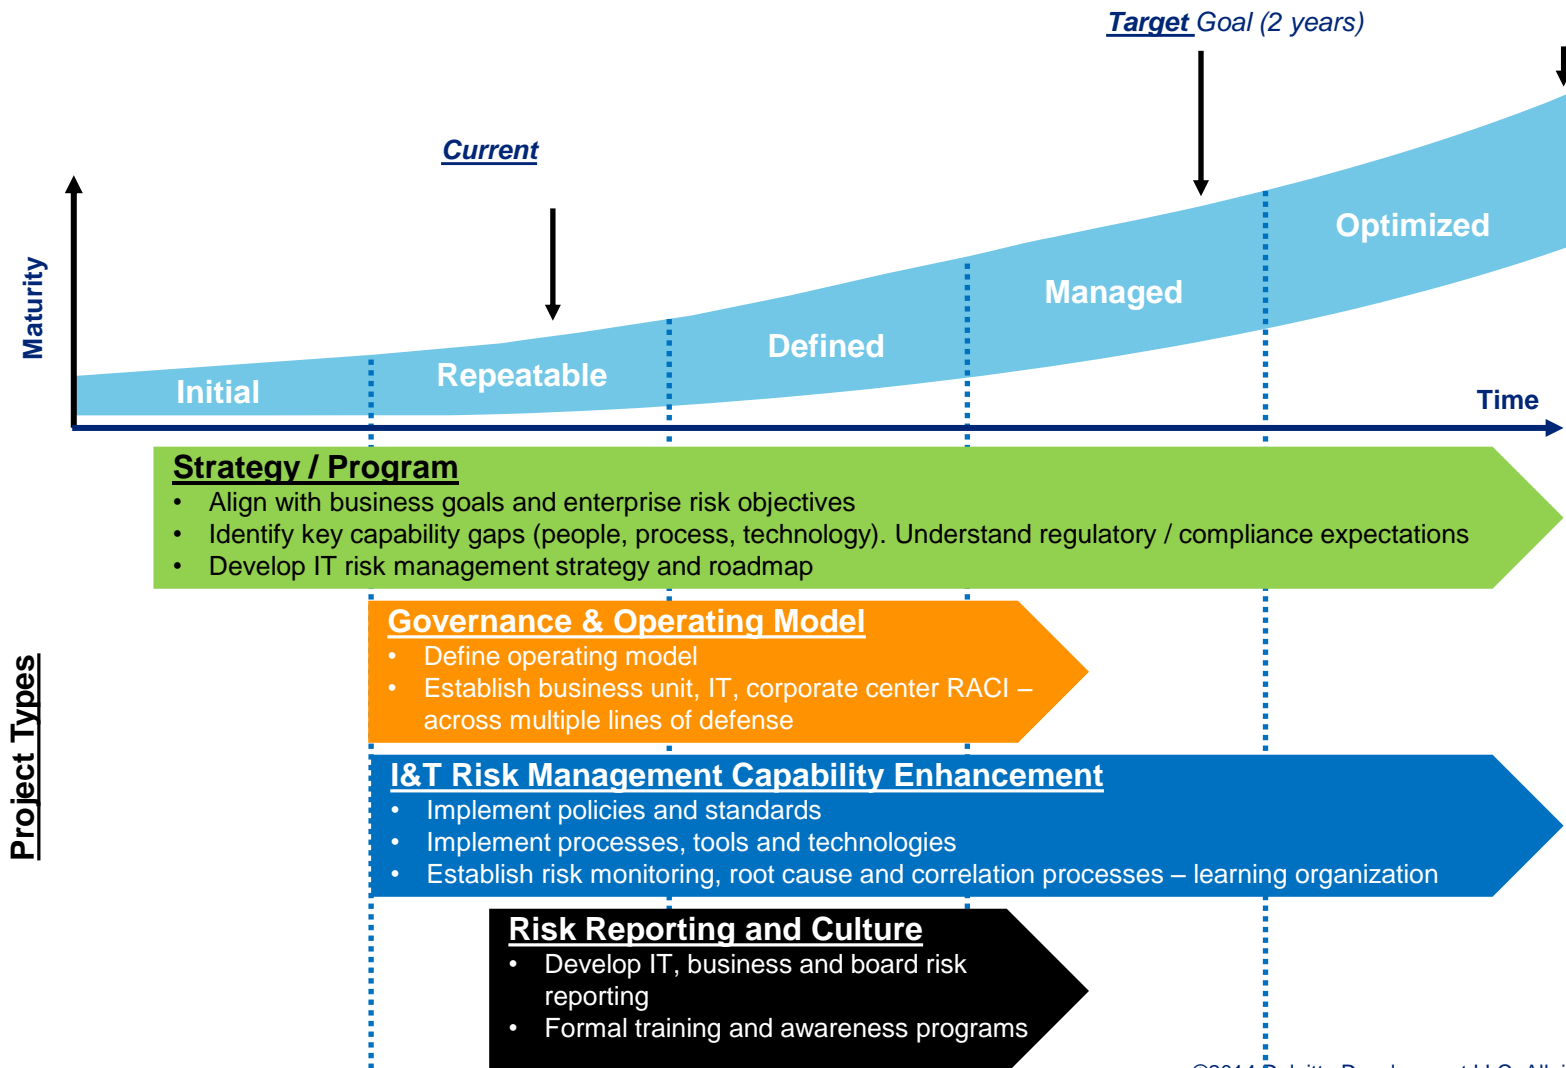 Target Goal (2 years)
Current
Maturity
Initial
Repeatable
Defined
Managed
Optimized
Time
Project Types
Strategy / Program
• Align with business goals and enterprise risk objectives
• Identify key capability gaps (people, process, technology). Understand regulatory / compliance expectations
• Develop IT risk management strategy and roadmap
Governance & Operating Model
• Define operating model
• Establish business unit, IT, corporate center RACI –
across multiple lines of defense
I&T Risk Management Capability Enhancement
• Implement policies and standards
• Implement processes, tools and technologies
• Establish risk monitoring, root cause and correlation processes – learning organization
Risk Reporting and Culture
• Develop IT, business and board risk
reporting
• Formal training and awareness programs